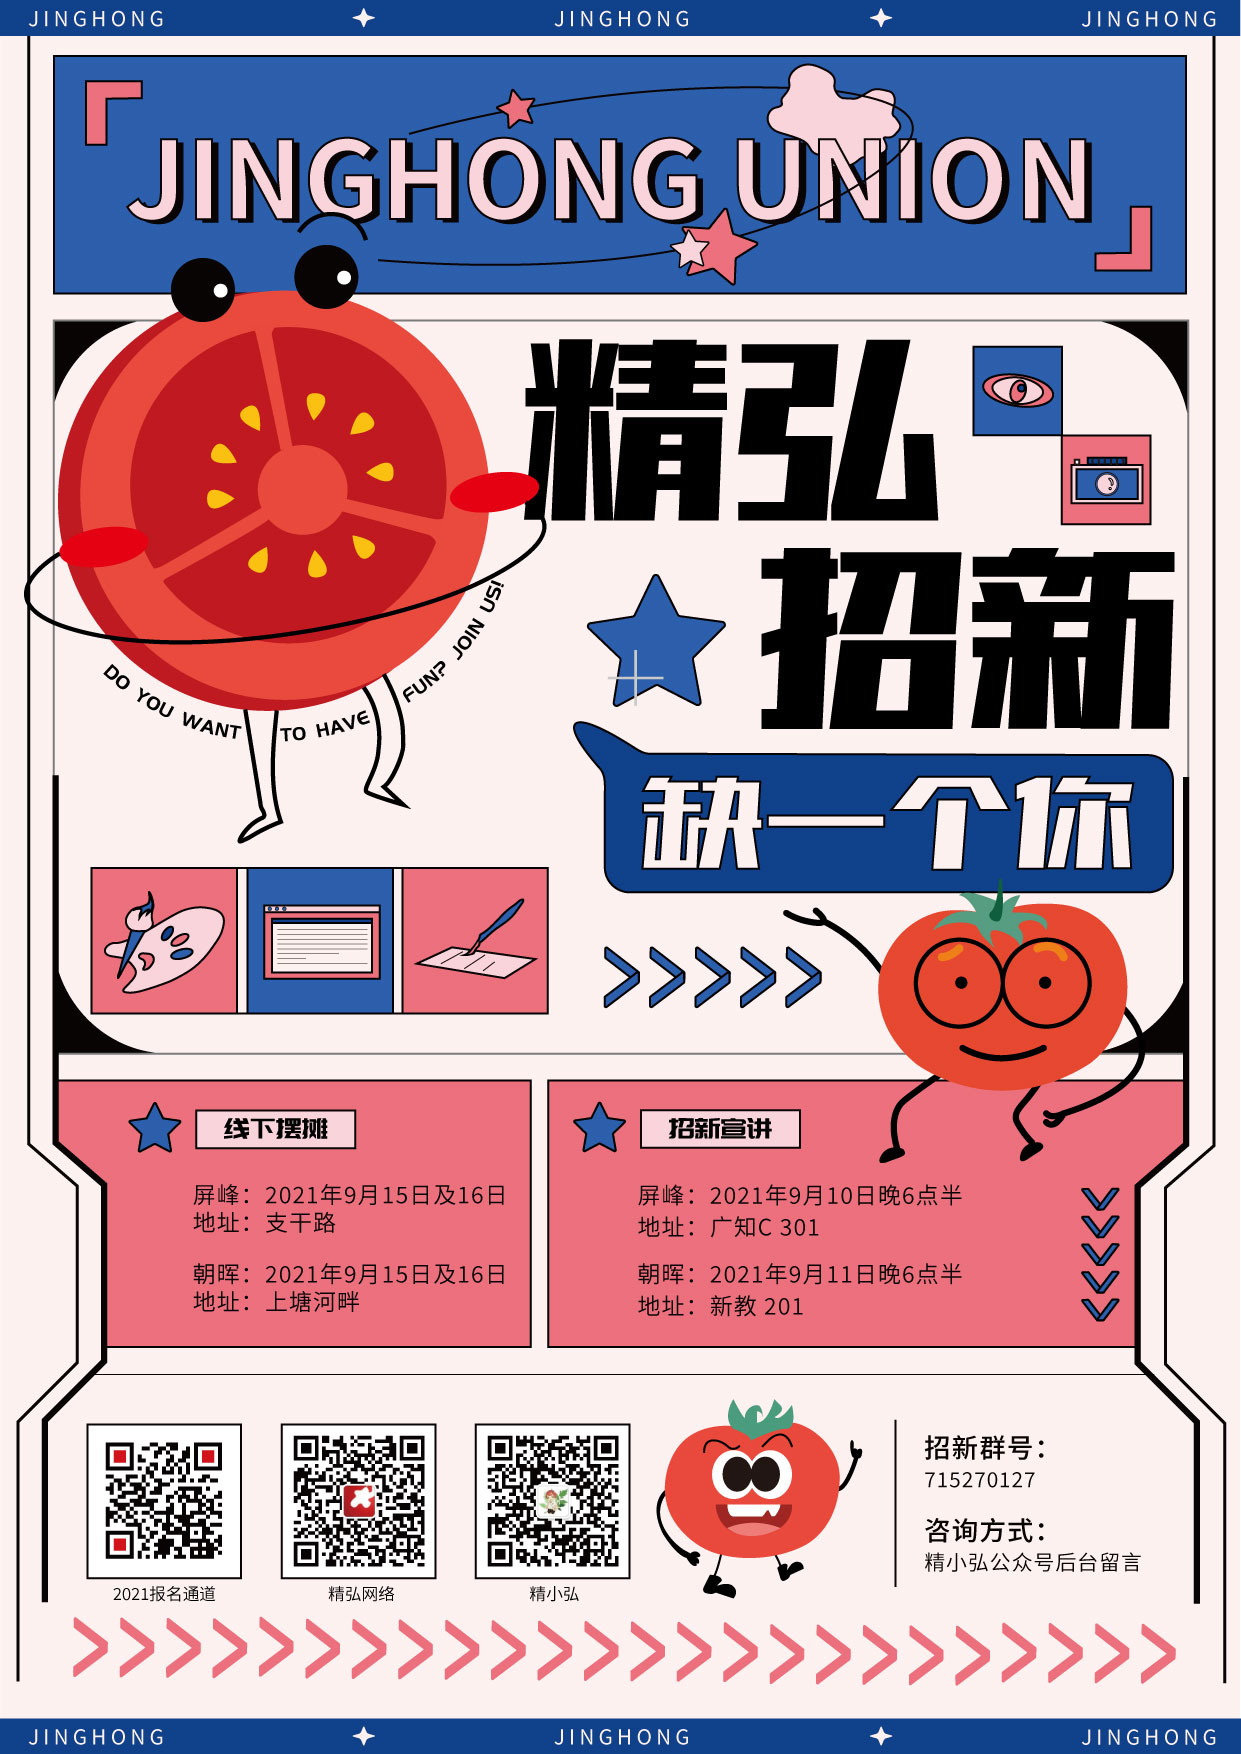 JINGHONG JINGHONG JINGHONG
JINGHONG UNION
精弘
招新
DO YOU WANT TO HAVE FUN? JOIN US!
缺一个你
线下摆摊
屏峰：2021年9月15日及16日
地址：支干路
朝晖：2021年9月15日及16日
地址：上塘河畔
招新宣讲
屏峰：2021年9月10日晚6点半
地址：广知C 301
朝晖：2021年9月11日晚6点半
地址：新教 201
2021报名通道
精弘网络
精小弘
招新群号：
715270127
咨询方式：
精小弘公众号后台留言
JINGHONG JINGHONG JINGHONG